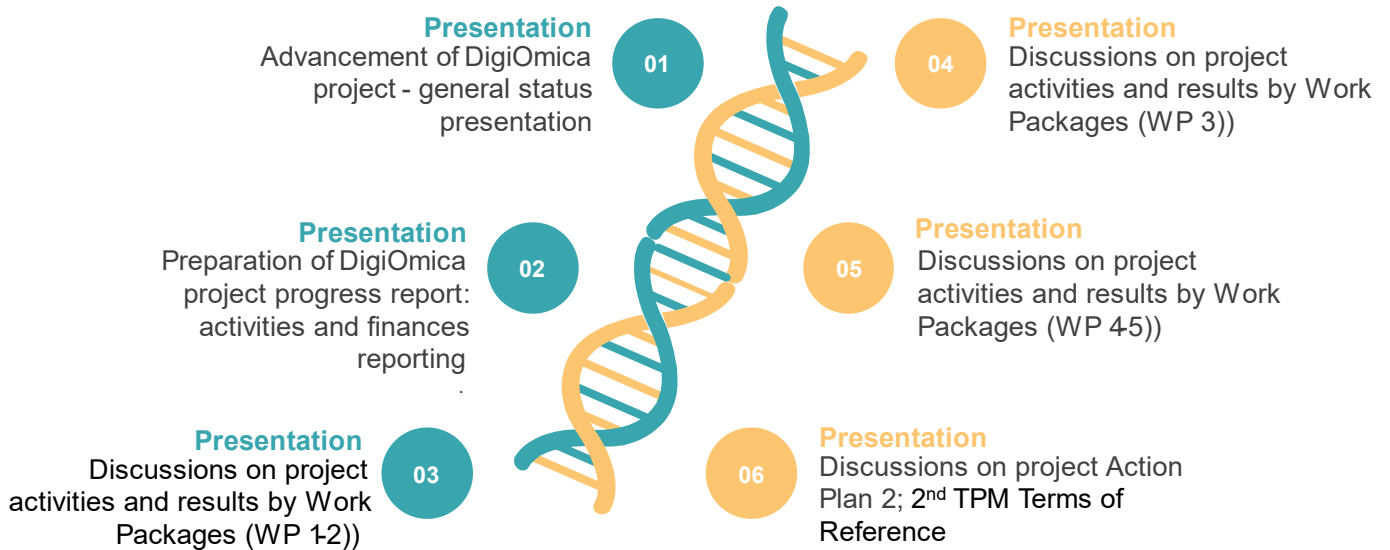 Presentation
Advancement of DigiOmica
project - general status
presentation
01
Presentation
Preparation of DigiOmica
project progress report:
activities and finances
reporting
.
02
Presentation
Discussions on project
activities and results by Work
Packages (WP 1-2))
03
04
Presentation
Discussions on project
activities and results by Work
Packages (WP 3))
05
Presentation
Discussions on project
activities and results by Work
Packages (WP 4-5))
06
Presentation
Discussions on project Action
Plan 2; 2nd TPM Terms of
Reference